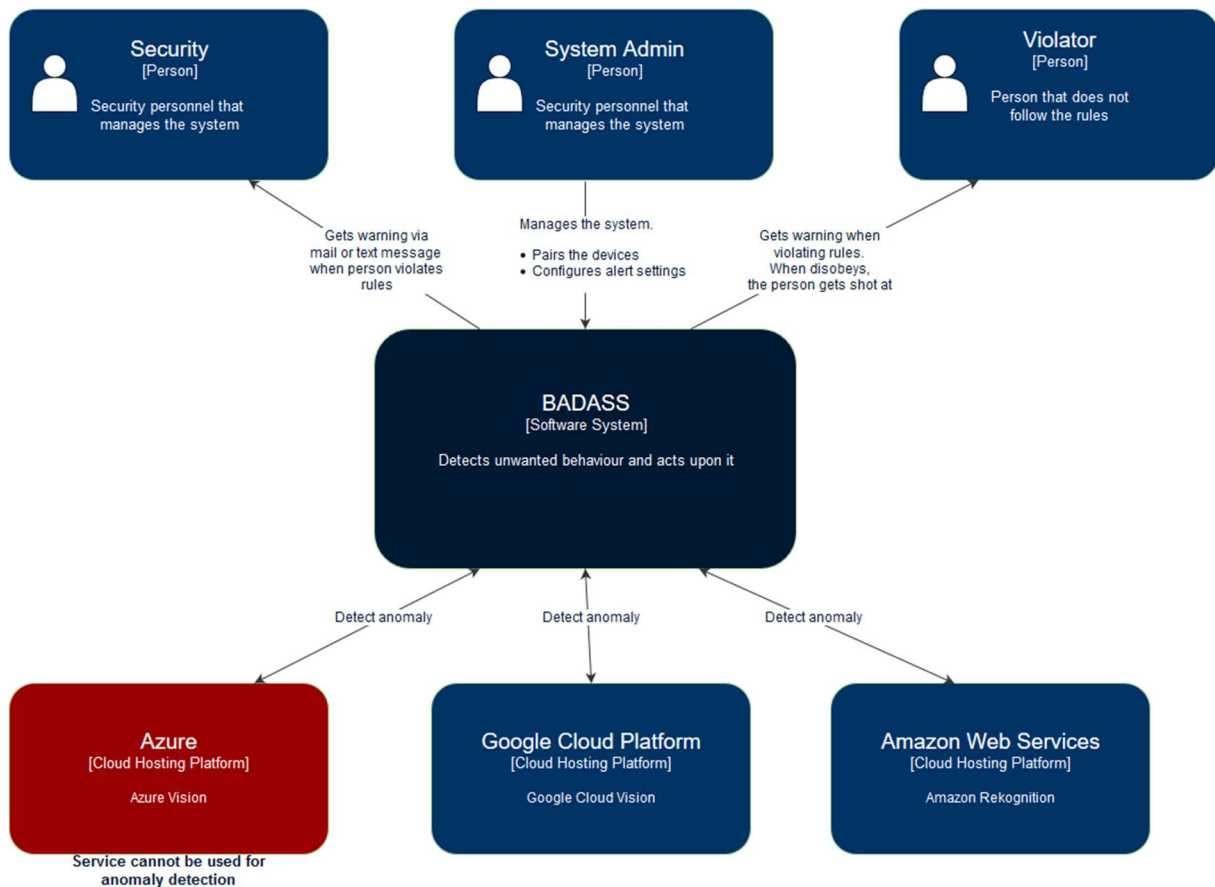 Security
[Person]
Security personnel that
manages the system
System Admin
[Person]
Security personnel that
manages the system
Violator
[Person]
Person that does not
follow the rules
Gets warning via
mail or text message
when person violates
rules
Manages the system.
• Pairs the devices
• Configures alert settings
Gets warning when
violating rules.
When disobeys,
the person gets shot at
BADASS
[Software System]
Detects unwanted behaviour and acts upon it
Detect anomaly
Detect anomaly
Detect anomaly
Azure
[Cloud Hosting Platform]
Azure Vision
Service cannot be used for
anomaly detection
Google Cloud Platform
[Cloud Hosting Platform]
Google Cloud Vision
Amazon Web Services
[Cloud Hosting Platform]
Amazon Rekognition